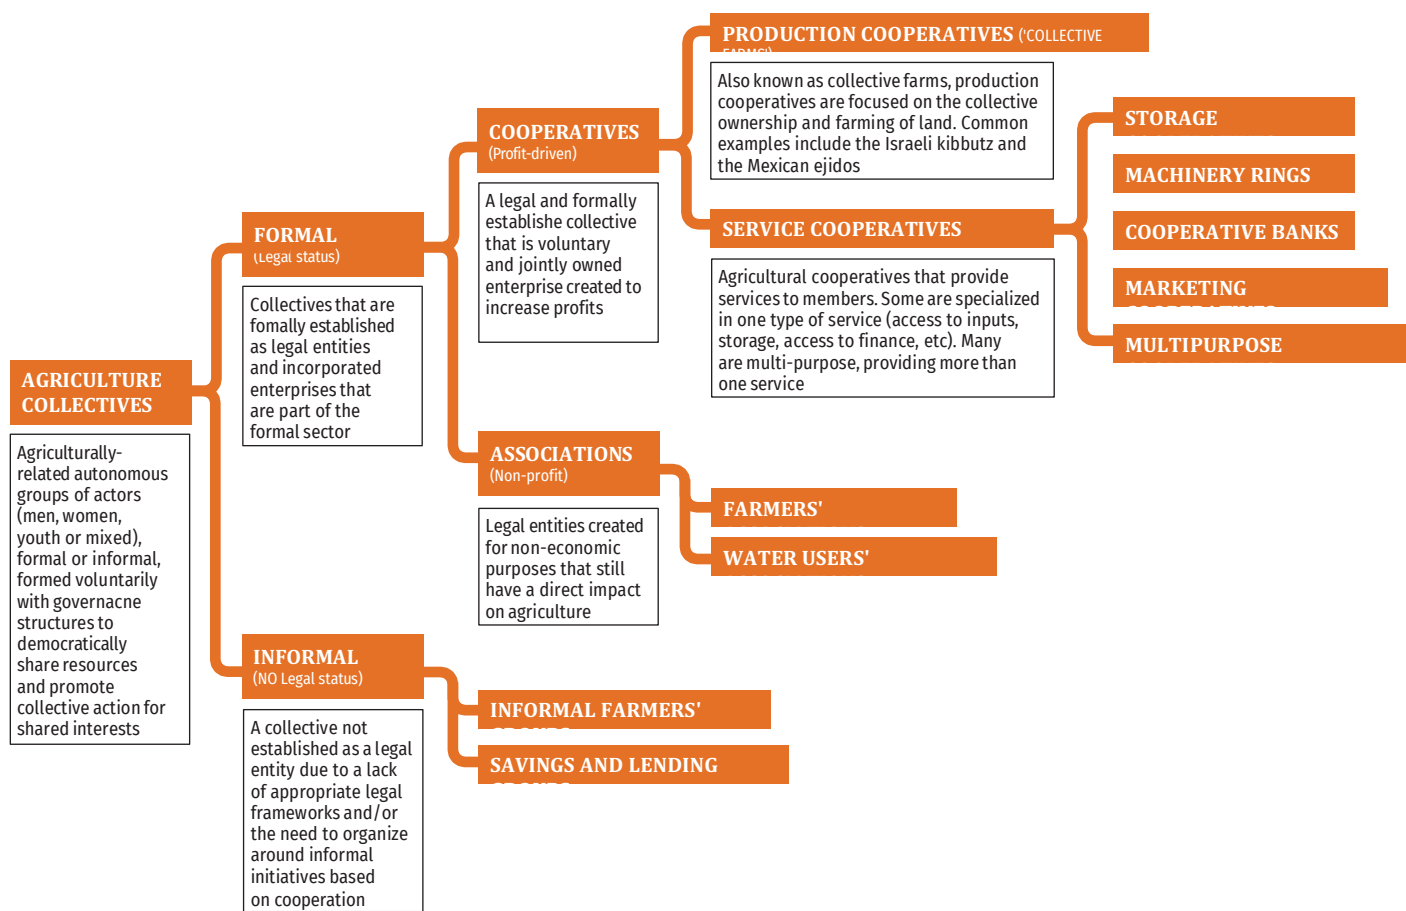 AGRICULTURE
COLLECTIVES
Agriculturally-
related autonomous
groups of actors
(men, women,
youth or mixed),
formal or informal,
formed voluntarily
with governacne
structures to
democratically
share resources
and promote
collective action for
shared interests
FORMAL
(Legal status)
Collectives that are
fomally established
as legal entities
and incorporated
enterprises that
are part of the
formal sector
COOPERATIVES
(Profit-driven)
A legal and formally
establishe collective
that is voluntary
and jointly owned
enterprise created to
increase profits
PRODUCTION COOPERATIVES ('COLLECTIVE
FARMS')
Also known as collective farms, production
cooperatives are focused on the collective
ownership and farming of land. Common
examples include the Israeli kibbutz and
the Mexican ejidos
SERVICE COOPERATIVES
Agricultural cooperatives that provide
services to members. Some are specialized
in one type of service (access to inputs,
storage, access to finance, etc). Many
are multi-purpose, providing more than
one service
STORAGE
MACHINERY RINGS
COOPERATIVE BANKS
MARKETING
MULTIPURPOSE
ASSOCIATIONS
(Non-profit)
Legal entities created
for non-economic
purposes that still
have a direct impact
on agriculture
FARMERS'
WATER USERS'
INFORMAL
(NO Legal status)
A collective not
established as a legal
entity due to a lack
of appropriate legal
frameworks and/or
the need to organize
around informal
initiatives based
on cooperation
INFORMAL FARMERS'
SAVINGS AND LENDING